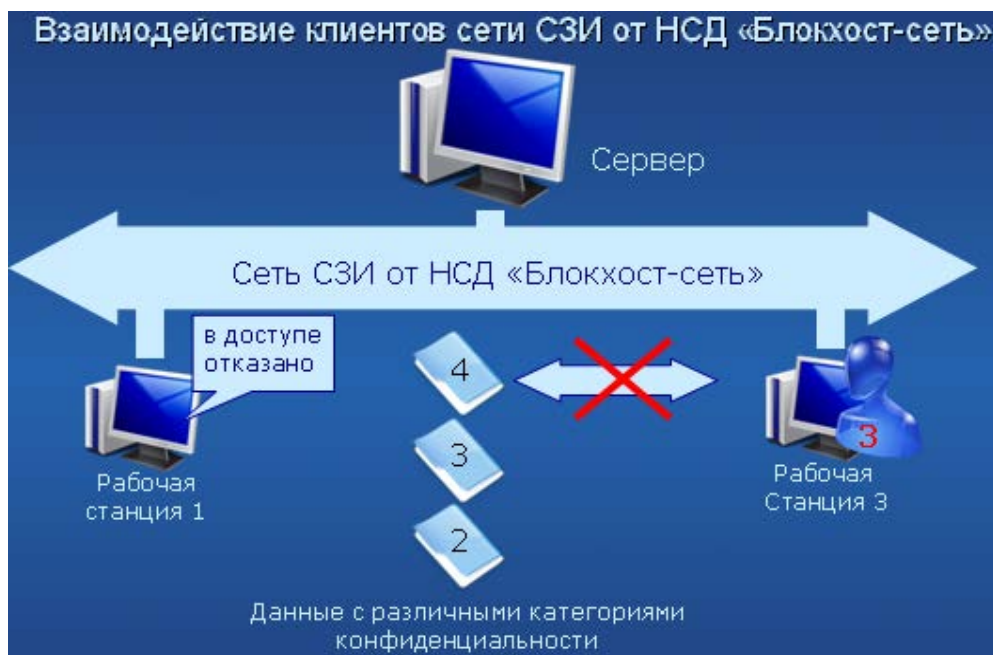 Взаимодействие клиентов сети СЗИ от НСД «Блокхост-сеть»
Сервер
Сеть СЗИ от НСД «Блокхост-сеть»
в доступе
отказано
4
3
2
3
Рабочая
станция 1
Рабочая
Станция 3
Данные с различными категориями
конфиденциальности